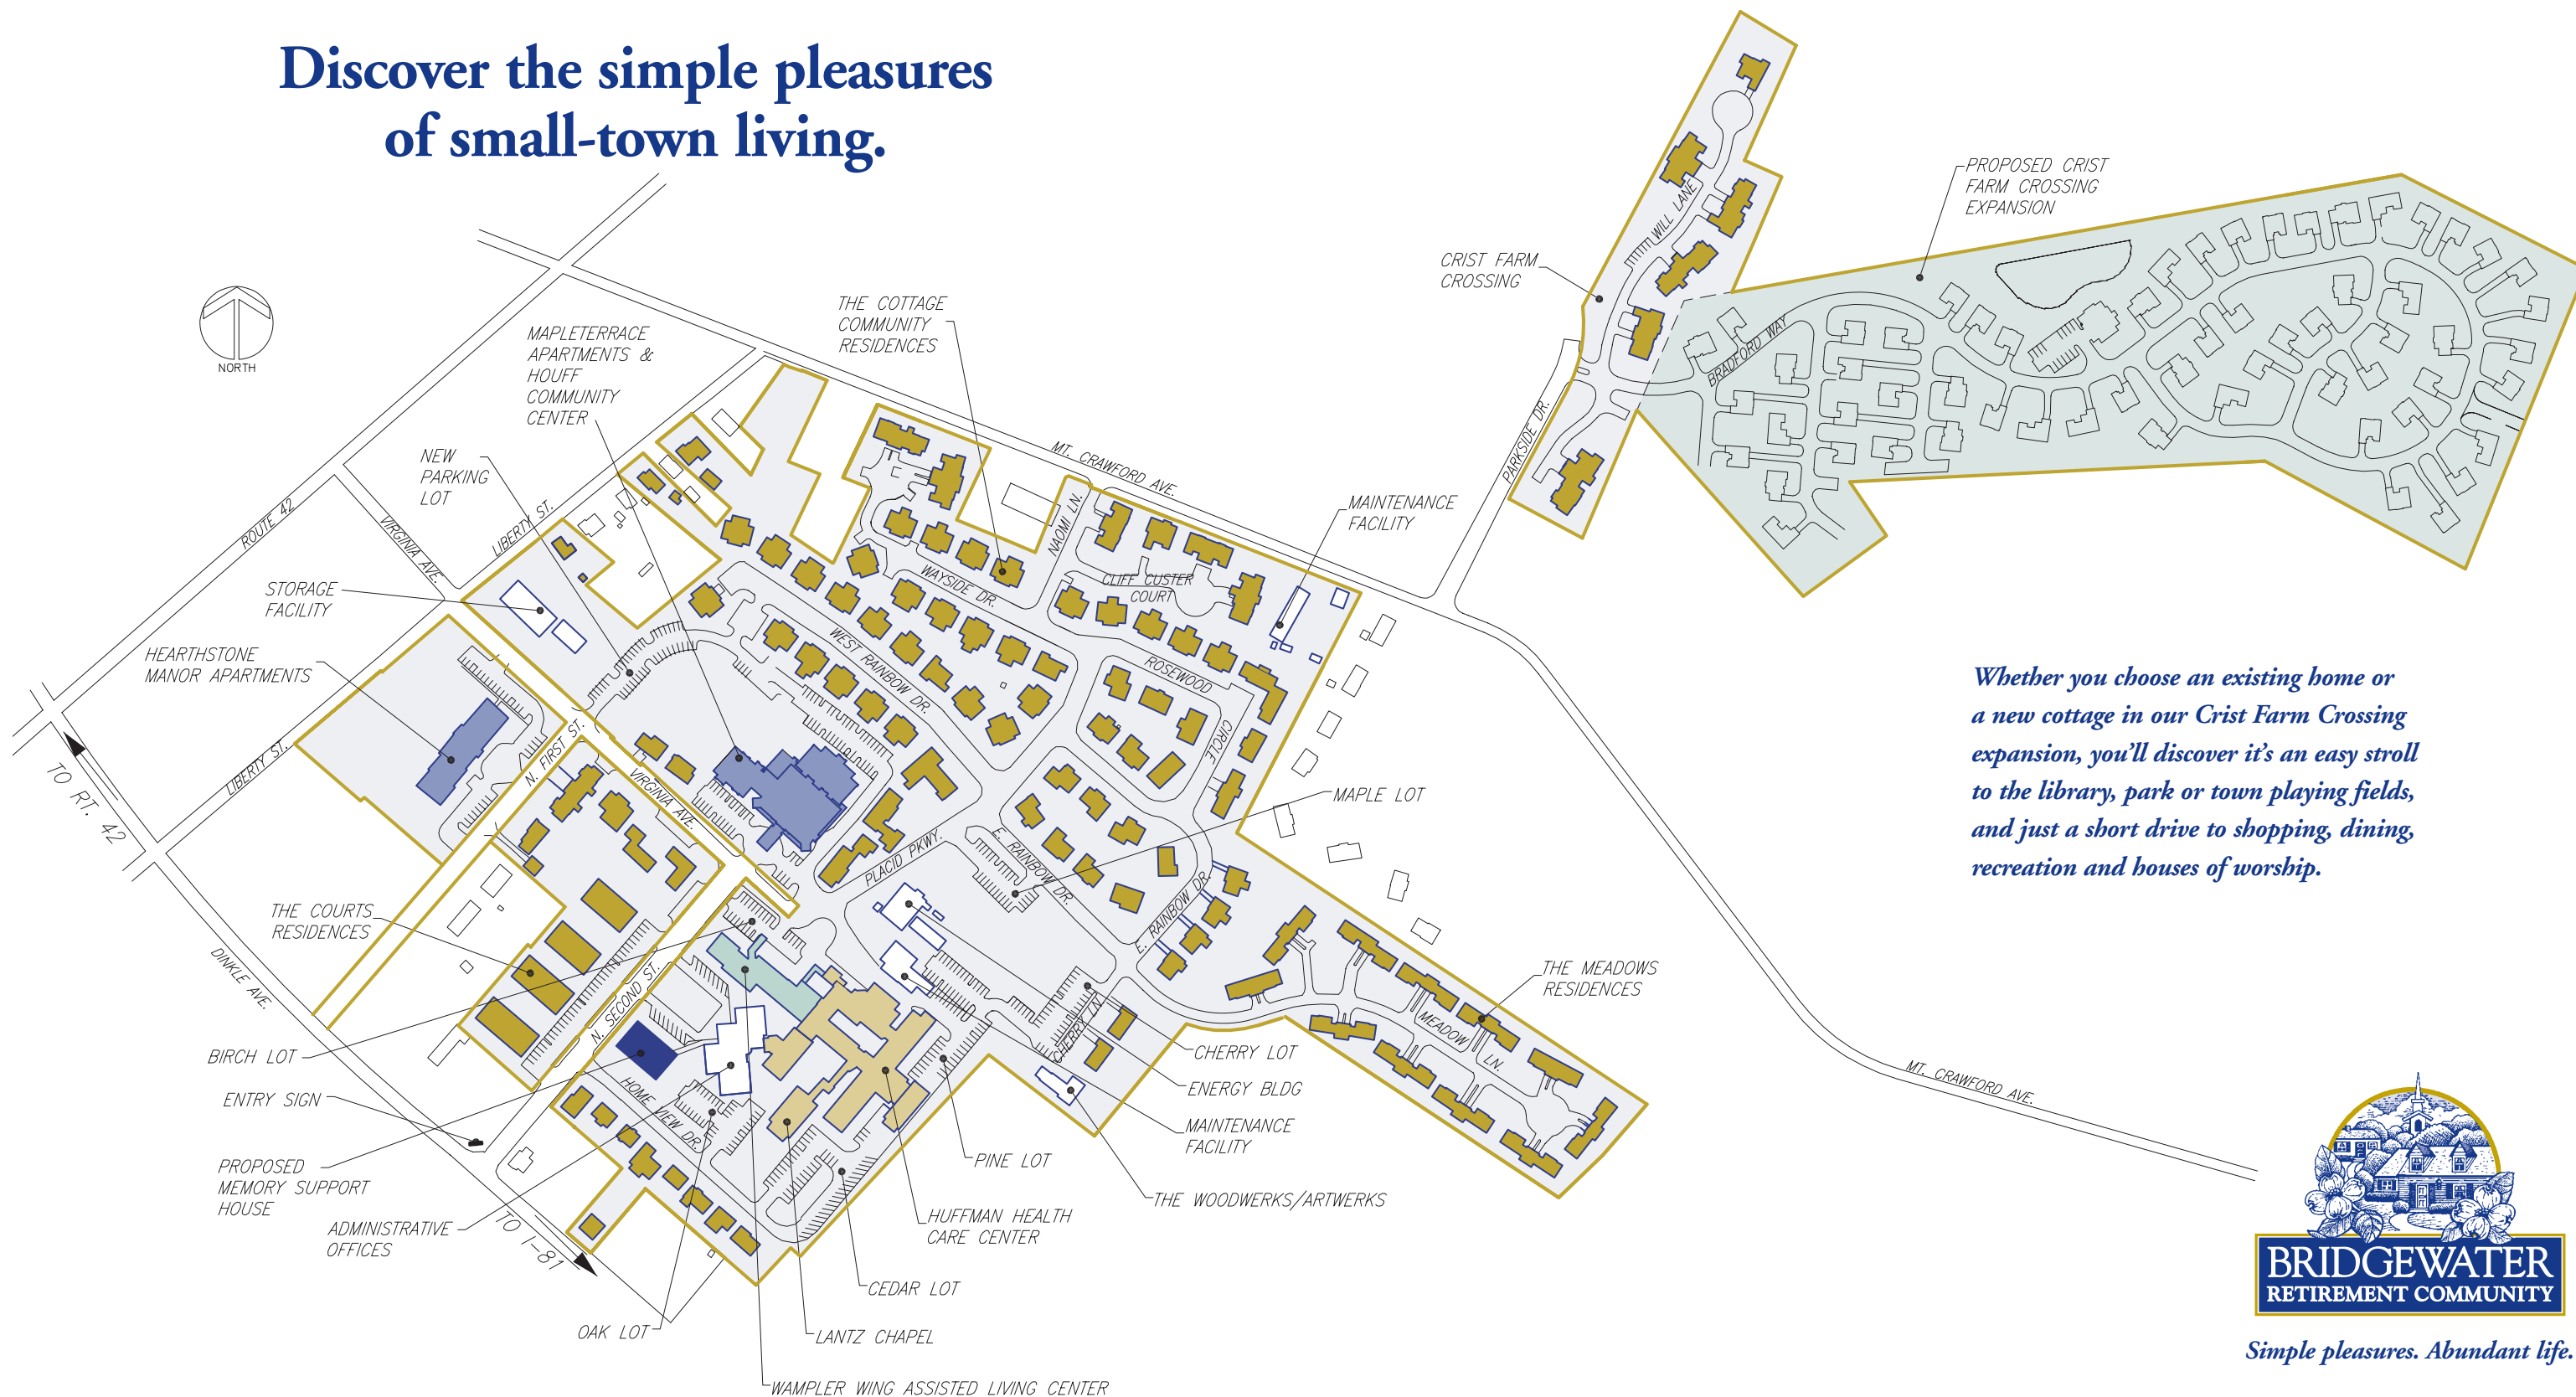 Discover the simple pleasures
of small-town living.
NORTH
PROPOSED CRIST
FARM CROSSING
EXPANSION
WILL LANE
CRIST FARM
CROSSING
BRADFORD WAY
PARKSIDE DR.
THE COTTAGE
COMMUNITY
RESIDENCES
MAPLETERRACE
APARTMENTS &
HOUFF
COMMUNITY
CENTER
NEW
PARKING
LOT
MT. CRAWFORD AVE.
ROUTE 42
VIRGINIA AVE.
LIBERTY ST.
NAOMI LN.
MAINTENANCE
FACILITY
STORAGE
FACILITY
WAYSIDE DR.
CLIFF CUSTER
COURT
HEARTHSTONE
MANOR APARTMENTS
WEST RAINBOW DR.
ROSEWOOD
CIRCLE
Whether you choose an existing home or
a new cottage in our Crist Farm Crossing
expansion, you'll discover it's an easy stroll
to the library, park or town playing fields,
and just a short drive to shopping, dining,
recreation and houses of worship.
TO RT. 42
LIBERTY ST.
N. FIRST ST.
VIRGINIA AVE.
MAPLE LOT
PLACID PKWY.
E. RAINBOW DR.
E. RAINBOW DR.
THE COURTS
RESIDENCES
DINKLE AVE.
N. SECOND ST.
THE MEADOWS
RESIDENCES
MEADOW
LN.
CHERRY LN.
BIRCH LOT
CHERRY LOT
ENERGY BLDG
ENTRY SIGN
HOME VIEW DR.
MAINTENANCE
FACILITY
MT. CRAWFORD AVE.
PROPOSED
MEMORY SUPPORT
HOUSE
PINE LOT
THE WOODWERKS/ARTWERKS
ADMINISTRATIVE
OFFICES
TO I-81
HUFFMAN HEALTH
CARE CENTER
CEDAR LOT
OAK LOT
LANTZ CHAPEL
WAMPLER WING ASSISTED LIVING CENTER
BRIDGEWATER
RETIREMENT COMMUNITY
Simple pleasures. Abundant life.